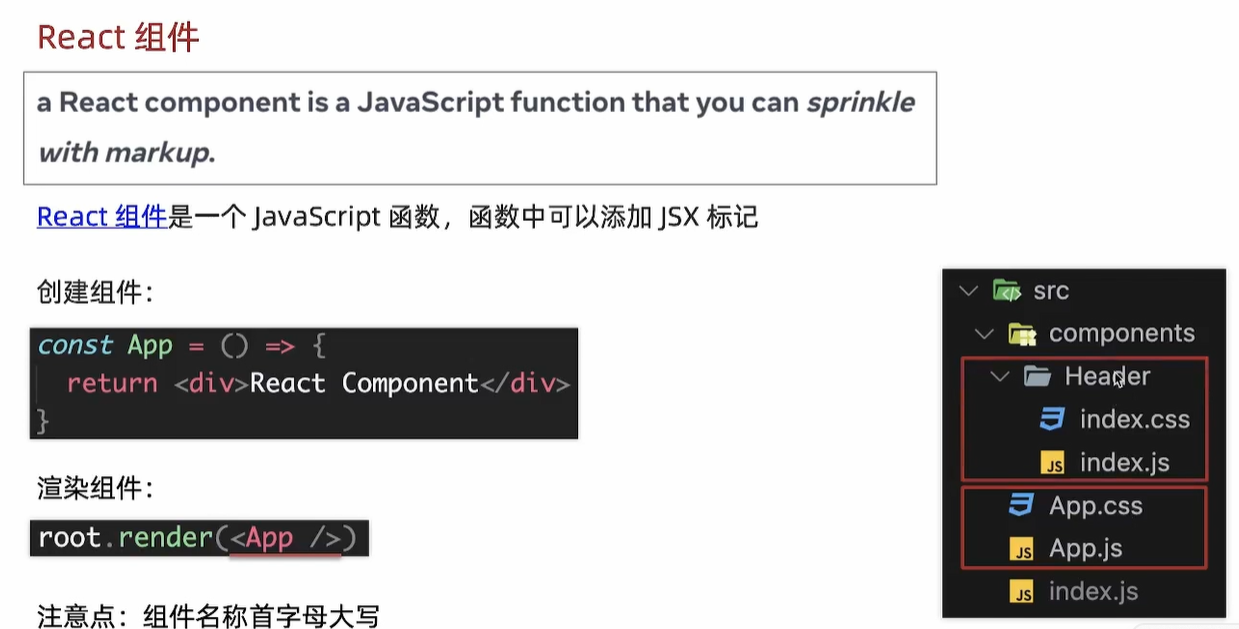 React 组件
a React component is a JavaScript function that you can sprinkle
with markup.
React 组件是一个 JavaScript 函数，函数中可以添加 JSX 标记
创建组件：
const App = () => {
  return <div>React Component</div>
}
渲染组件：
root.render(<App />)
注意点：组件名称首字母大写
src
components
Header
index.css
JS index.js
App.css
JS App.js
JS index.js